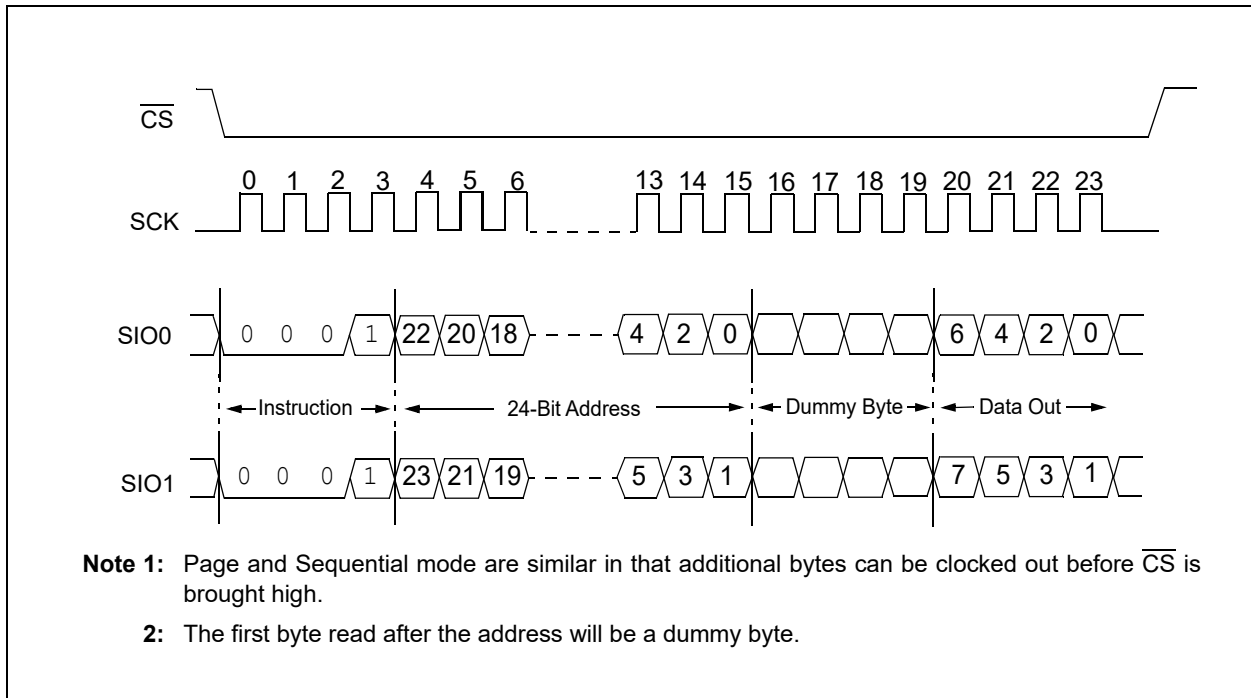 CS
0 1 2 3 4 5 6 13 14 15 16 17 18 19 20 21 22 23
SCK
SIO0 0 0 0 1 22 20 18 4 2 0 6 4 2 0
Instruction 24-Bit Address Dummy Byte Data Out
SIO1 0 0 0 1 23 21 19 5 3 1 7 5 3 1
Note 1: Page and Sequential mode are similar in that additional bytes can be clocked out before CS is
brought high.
2: The first byte read after the address will be a dummy byte.